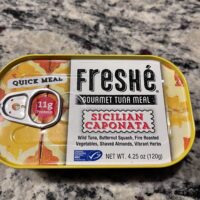 QUICK MEAL
FRESHÉ
GOURMET TUNA MEAL
11g
Protein
SICILIAN
CAPONATA
Wild Tuna, Butternut Squash, Fire Roasted
Vegetables, Shaved Almonds, Vibrant Herbs
NET WT. 4.25 oz (120g)